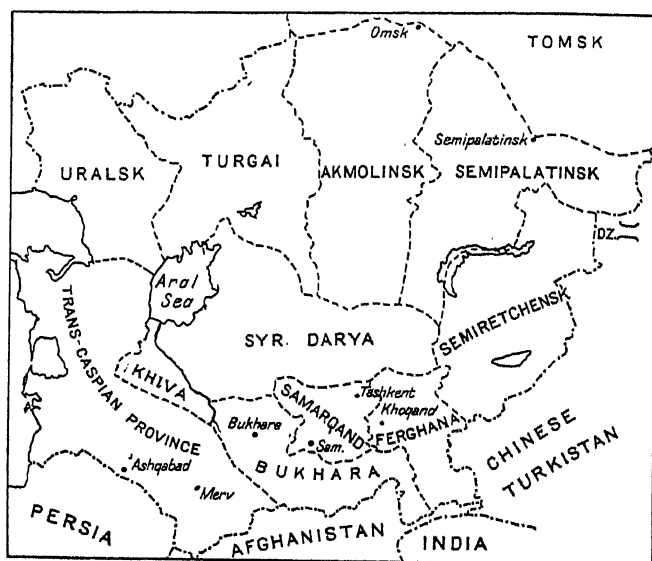 Omsk
TOMSK
Semipalatinsk
URALSK
TURGAI
AKMOLINSK
SEMIPALATINSK
DZ.
Aral
Sea
TRANS-CASPIAN PROVINCE
SYR. DARYA
SEMIRETCHENSK
KHIVA
SAMARQAND
Tashkent
Khoqand
FERGHANA
Bukhara
Sam.
BUKHARA
CHINESE
TURKISTAN
Ashqabad
Merv
PERSIA
AFGHANISTAN
INDIA